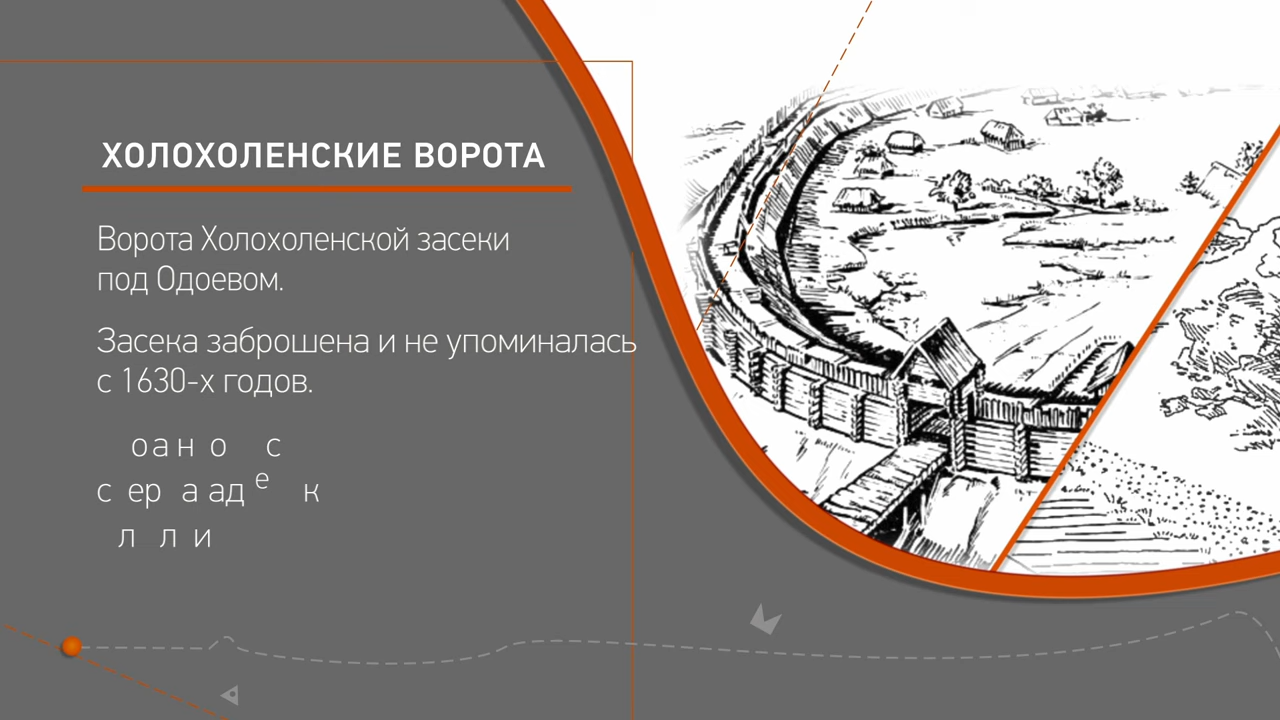 ХОЛОХОЛЕНСКИЕ ВОРОТА
Ворота Холохоленской засеки
под Одоевом.
Засека заброшена и не упоминалась
с 1630-х годов.